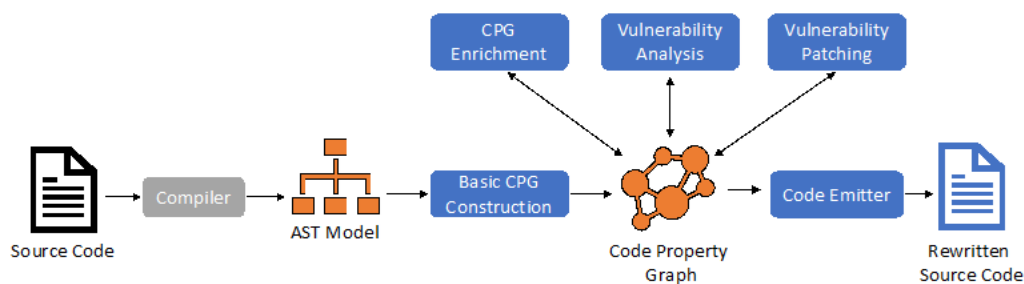 CPG
Enrichment
Vulnerability
Analysis
Vulnerability
Patching
Source Code
Compiler
AST Model
Basic CPG
Construction
Code Property
Graph
Code Emitter
Rewritten
Source Code